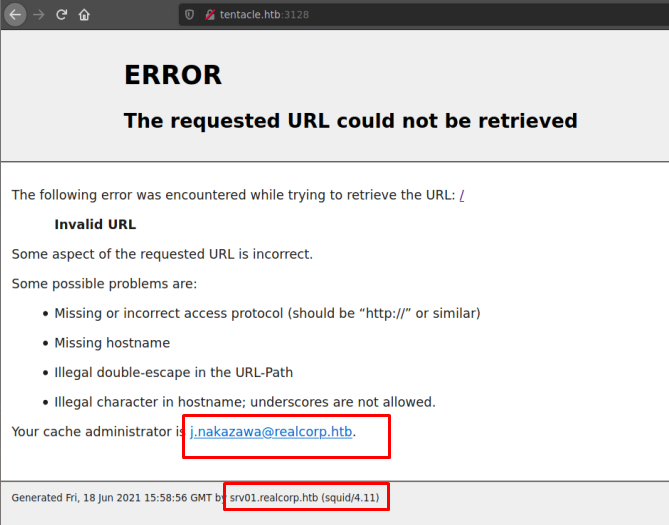 tentacle.htb:3128
ERROR
The requested URL could not be retrieved
The following error was encountered while trying to retrieve the URL: /
Invalid URL
Some aspect of the requested URL is incorrect.
Some possible problems are:
• Missing or incorrect access protocol (should be “http://” or similar)
• Missing hostname
• Illegal double-escape in the URL-Path
• Illegal character in hostname; underscores are not allowed.
Your cache administrator is j.nakazawa@realcorp.htb.
Generated Fri, 18 Jun 2021 15:58:56 GMT by srv01.realcorp.htb (squid/4.11)